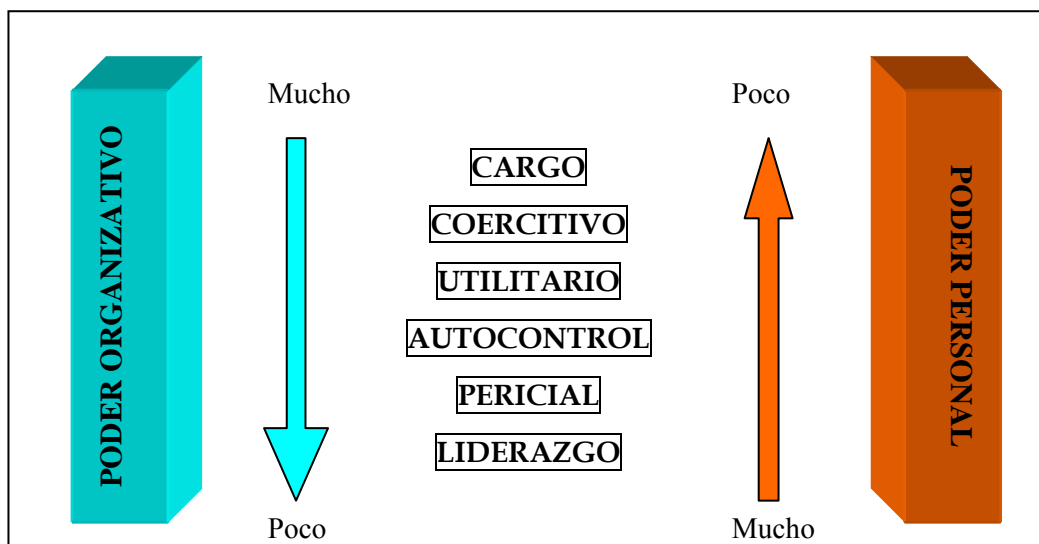 PODER ORGANIZATIVO
Mucho
Poco
CARGO
COERCITIVO
UTILITARIO
AUTOCONTROL
PERICIAL
LIDERAZGO
Poco
Mucho
PODER PERSONAL